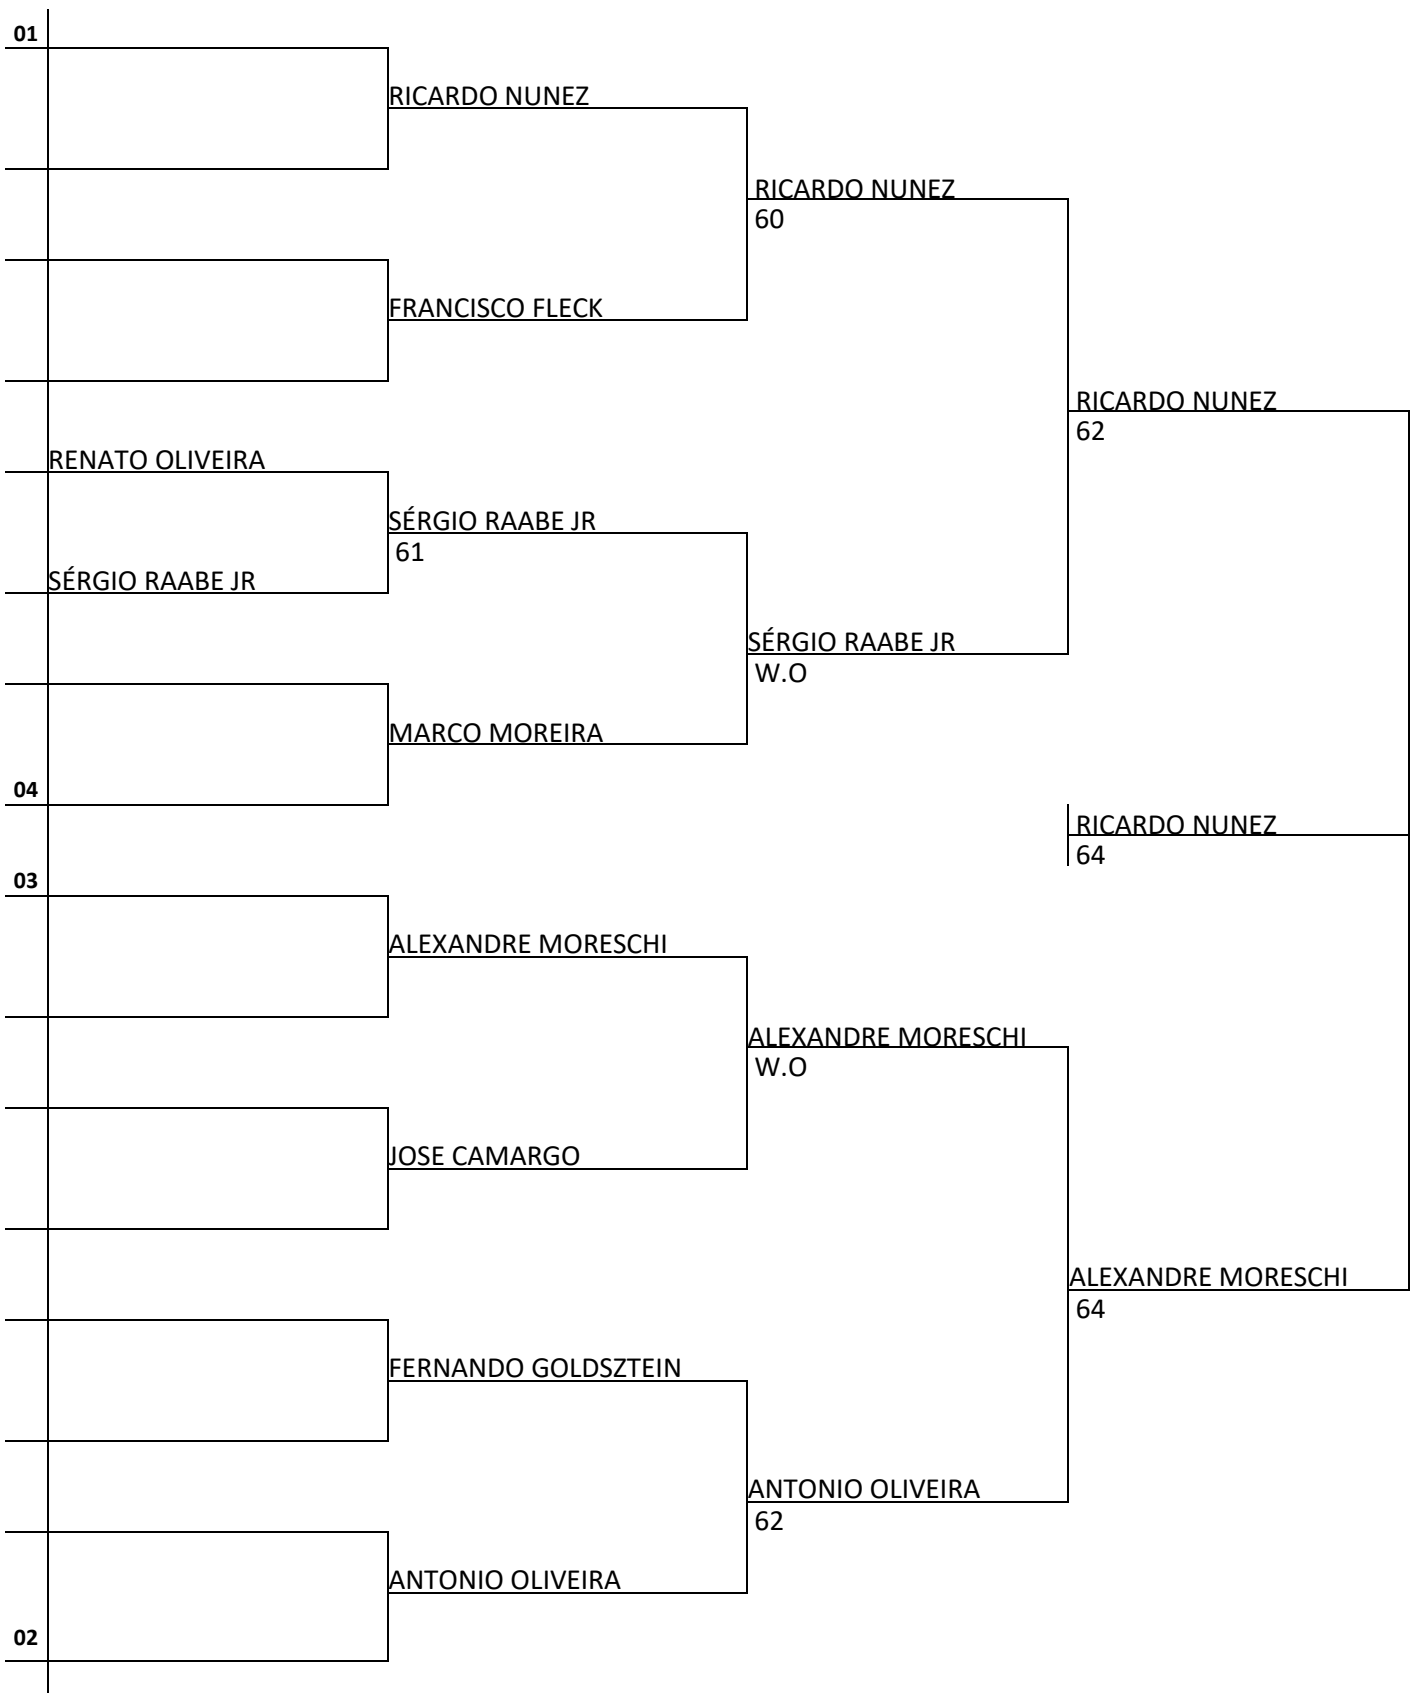 01
RICARDO NUNEZ
RICARDO NUNEZ
60
FRANCISCO FLECK
RICARDO NUNEZ
62
RENATO OLIVEIRA
SÉRGIO RAABE JR
61
SÉRGIO RAABE JR
SÉRGIO RAABE JR
W.O
MARCO MOREIRA
04
RICARDO NUNEZ
64
03
ALEXANDRE MORESCHI
ALEXANDRE MORESCHI
W.O
JOSE CAMARGO
ALEXANDRE MORESCHI
64
FERNANDO GOLDSZTEIN
ANTONIO OLIVEIRA
62
ANTONIO OLIVEIRA
02